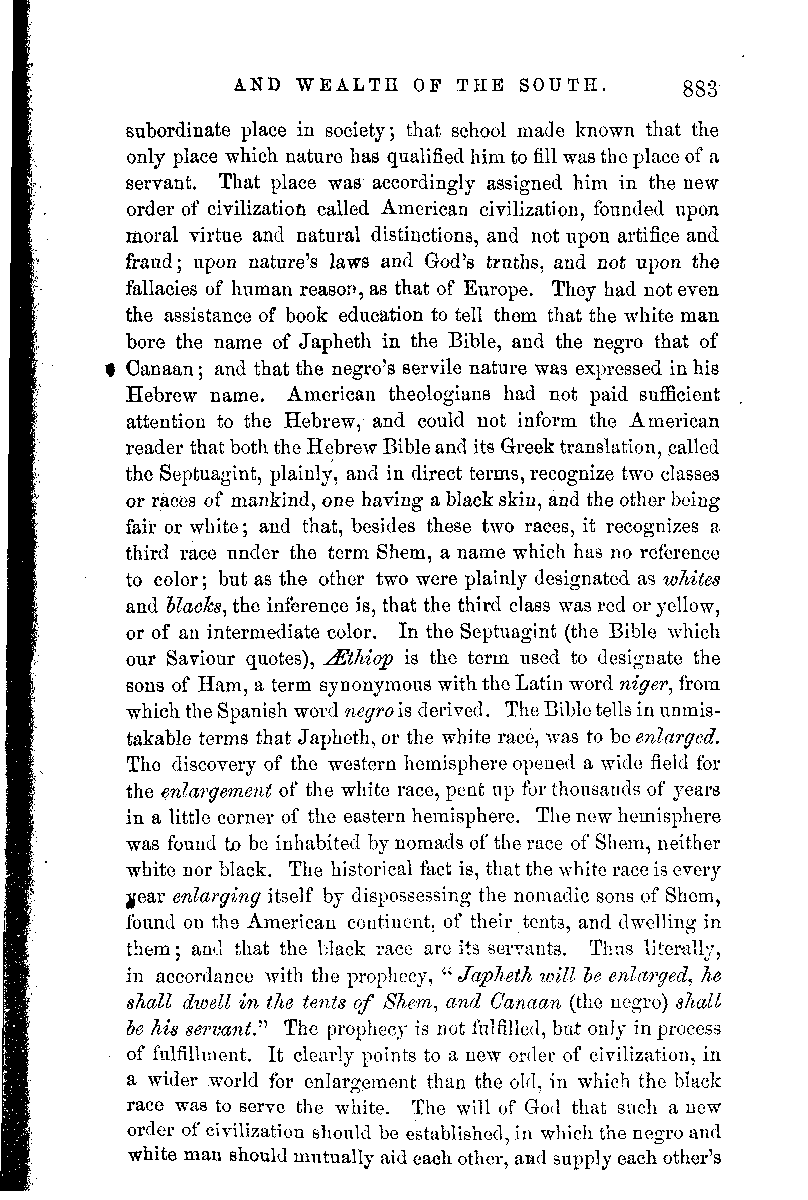 AND WEALTH OF THE SOUTH. 883
subordinate place in society; that school made known that the
only place which nature has qualified him to fill was the place of a
servant. That place was accordingly assigned him in the new
order of civilization called American civilization, founded upon
moral virtue and natural distinctions, and not upon artifice and
fraud; upon nature's laws and God's truths, and not upon the
fallacies of human reason, as that of Europe. They had not even
the assistance of book education to tell them that the white man
bore the name of Japheth in the Bible, and the negro that of
Canaan; and that the negro's servile nature was expressed in his
Hebrew name. American theologians had not paid sufficient
attention to the Hebrew, and could not inform the American
reader that both the Hebrew Bible and its Greek translation, called
the Septuagint, plainly, and in direct terms, recognize two classes
or races of mankind, one having a black skin, and the other being
fair or white; and that, besides these two races, it recognizes a
third race under the term Shem, a name which has no reference
to color; but as the other two were plainly designated as whites
and blacks, the inference is, that the third class was red or yellow,
or of an intermediate color. In the Septuagint (the Bible which
our Saviour quotes), Æthiop is the term used to designate the
sons of Ham, a term synonymous with the Latin word niger, from
which the Spanish word negro is derived. The Bible tells in unmis-
takable terms that Japheth, or the white race, was to be enlarged.
The discovery of the western hemisphere opened a wide field for
the enlargement of the white race, pent up for thousands of years
in a little corner of the eastern hemisphere. The new hemisphere
was found to be inhabited by nomads of the race of Shem, neither
white nor black. The historical fact is, that the white race is every
year enlarging itself by dispossessing the nomadic sons of Shem,
found on the American continent, of their tents, and dwelling in
them; and that the black race are its servants. Thus literally,
in accordance with the prophecy, "Japheth will be enlarged, he
shall dwell in the tents of Shem, and Canaan (the negro) shall
be his servant." The prophecy is not fulfilled, but only in process
of fulfillment. It clearly points to a new order of civilization, in
a wider world for enlargement than the old, in which the black
race was to serve the white. The will of God that such a new
order of civilization should be established, in which the negro and
white man should mutually aid each other, and supply each other's